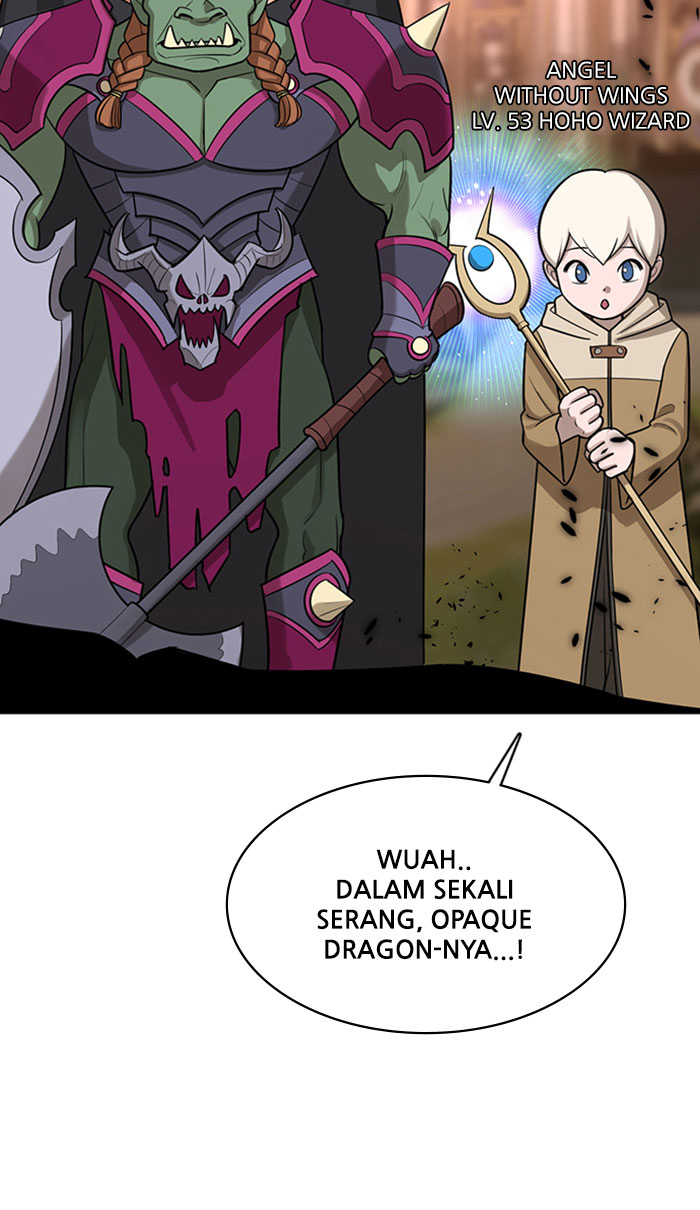 ANGEL
WITHOUT WINGS
LV. 53 HOHO WIZARD
WUAH..
DALAM SEKALI
SERANG, OPAQUE
DRAGON-NYA...!